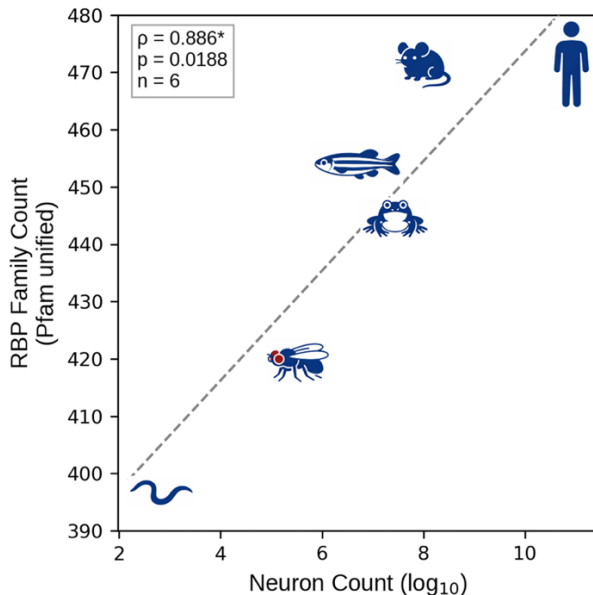 ρ = 0.886*
p = 0.0188
n = 6
RBP Family Count
(Pfam unified)
480
470
460
450
440
430
420
410
400
390
2 4 6 8 10
Neuron Count (log₁₀)